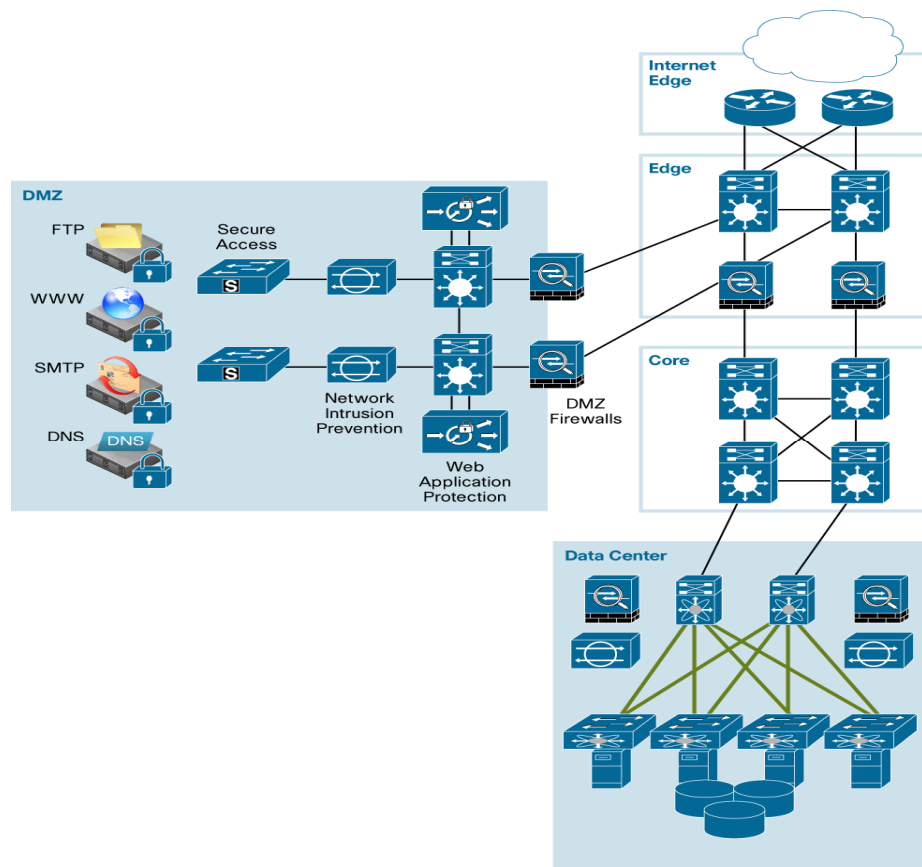 Internet
Edge
Edge
DMZ
FTP
WWW
SMTP
DNS
DNS
Secure
Access
S
S
Network
Intrusion
Prevention
Web
Application
Protection
DMZ
Firewalls
Core
Data Center